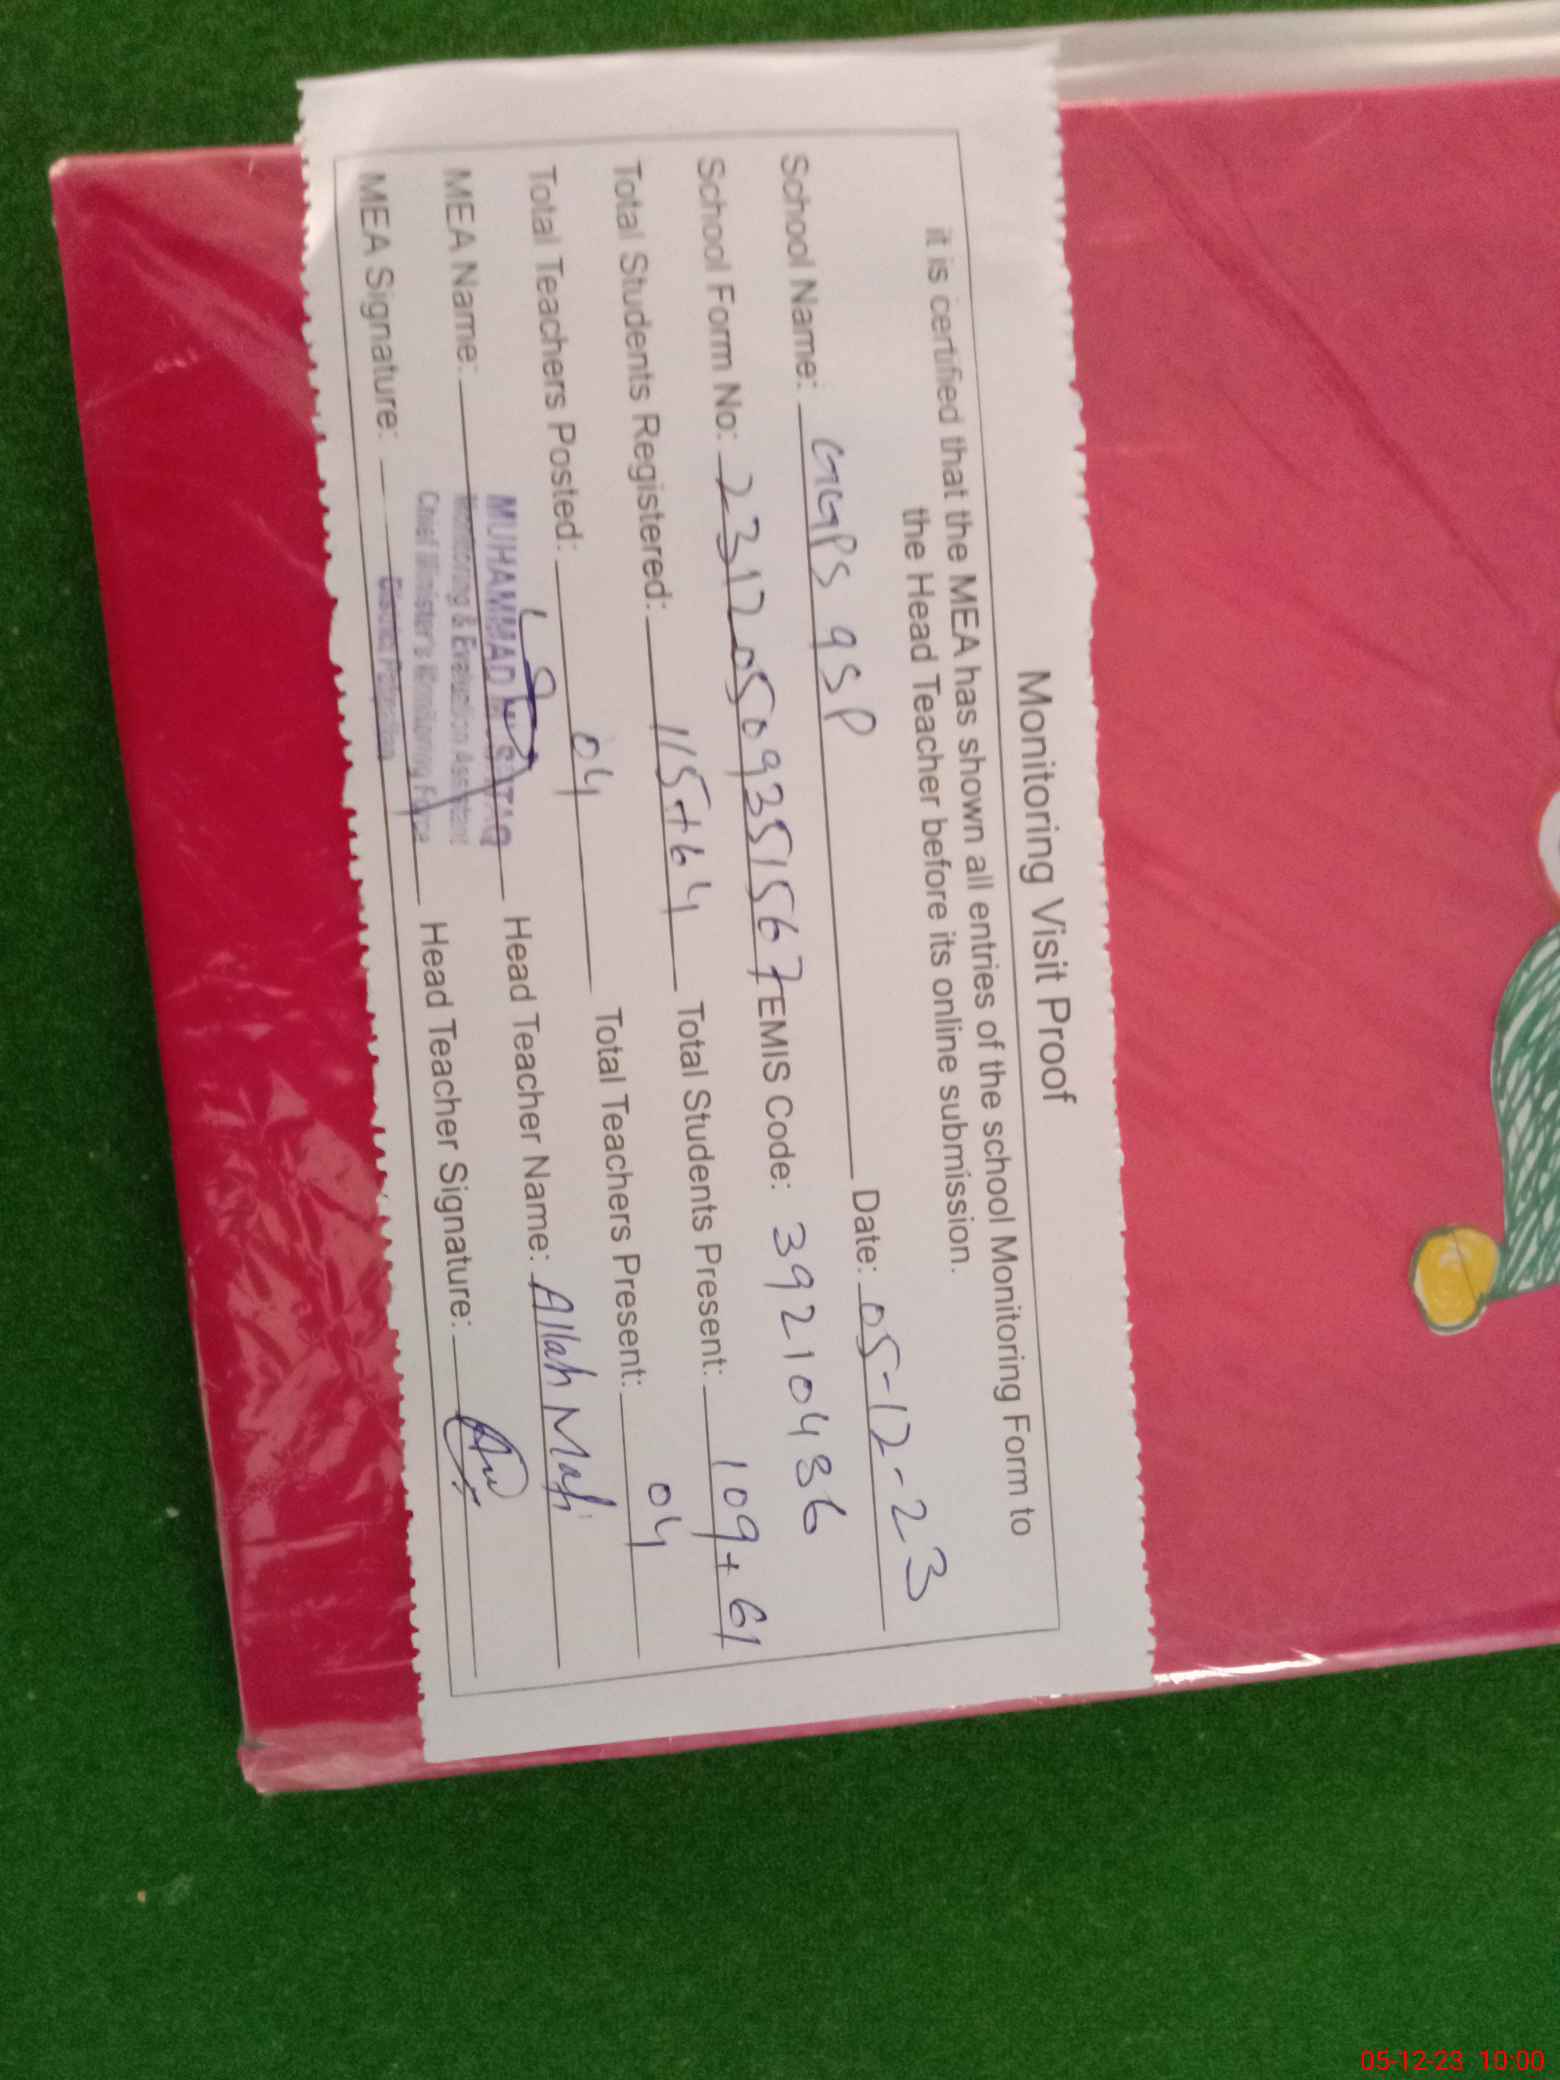 Monitoring Visit Proof
it is certified that the MEA has shown all entries of the school Monitoring Form to
the Head Teacher before its online submission.
School Name: GGPS 9SP Date: 05-12-23
School Form No: 23120509351567 EMIS Code: 39210436
Total Students Registered: 115+64 Total Students Present: 109+61
Total Teachers Posted: 04 Total Teachers Present: 04
MEA Name: MUHAMMAD Head Teacher Name: Allah Mafi
Monitoring & Evaluation Assistant
Chief Minister's Monitoring Force
MEA Signature: District Pakpattan Head Teacher Signature:
05-12-23 10:00